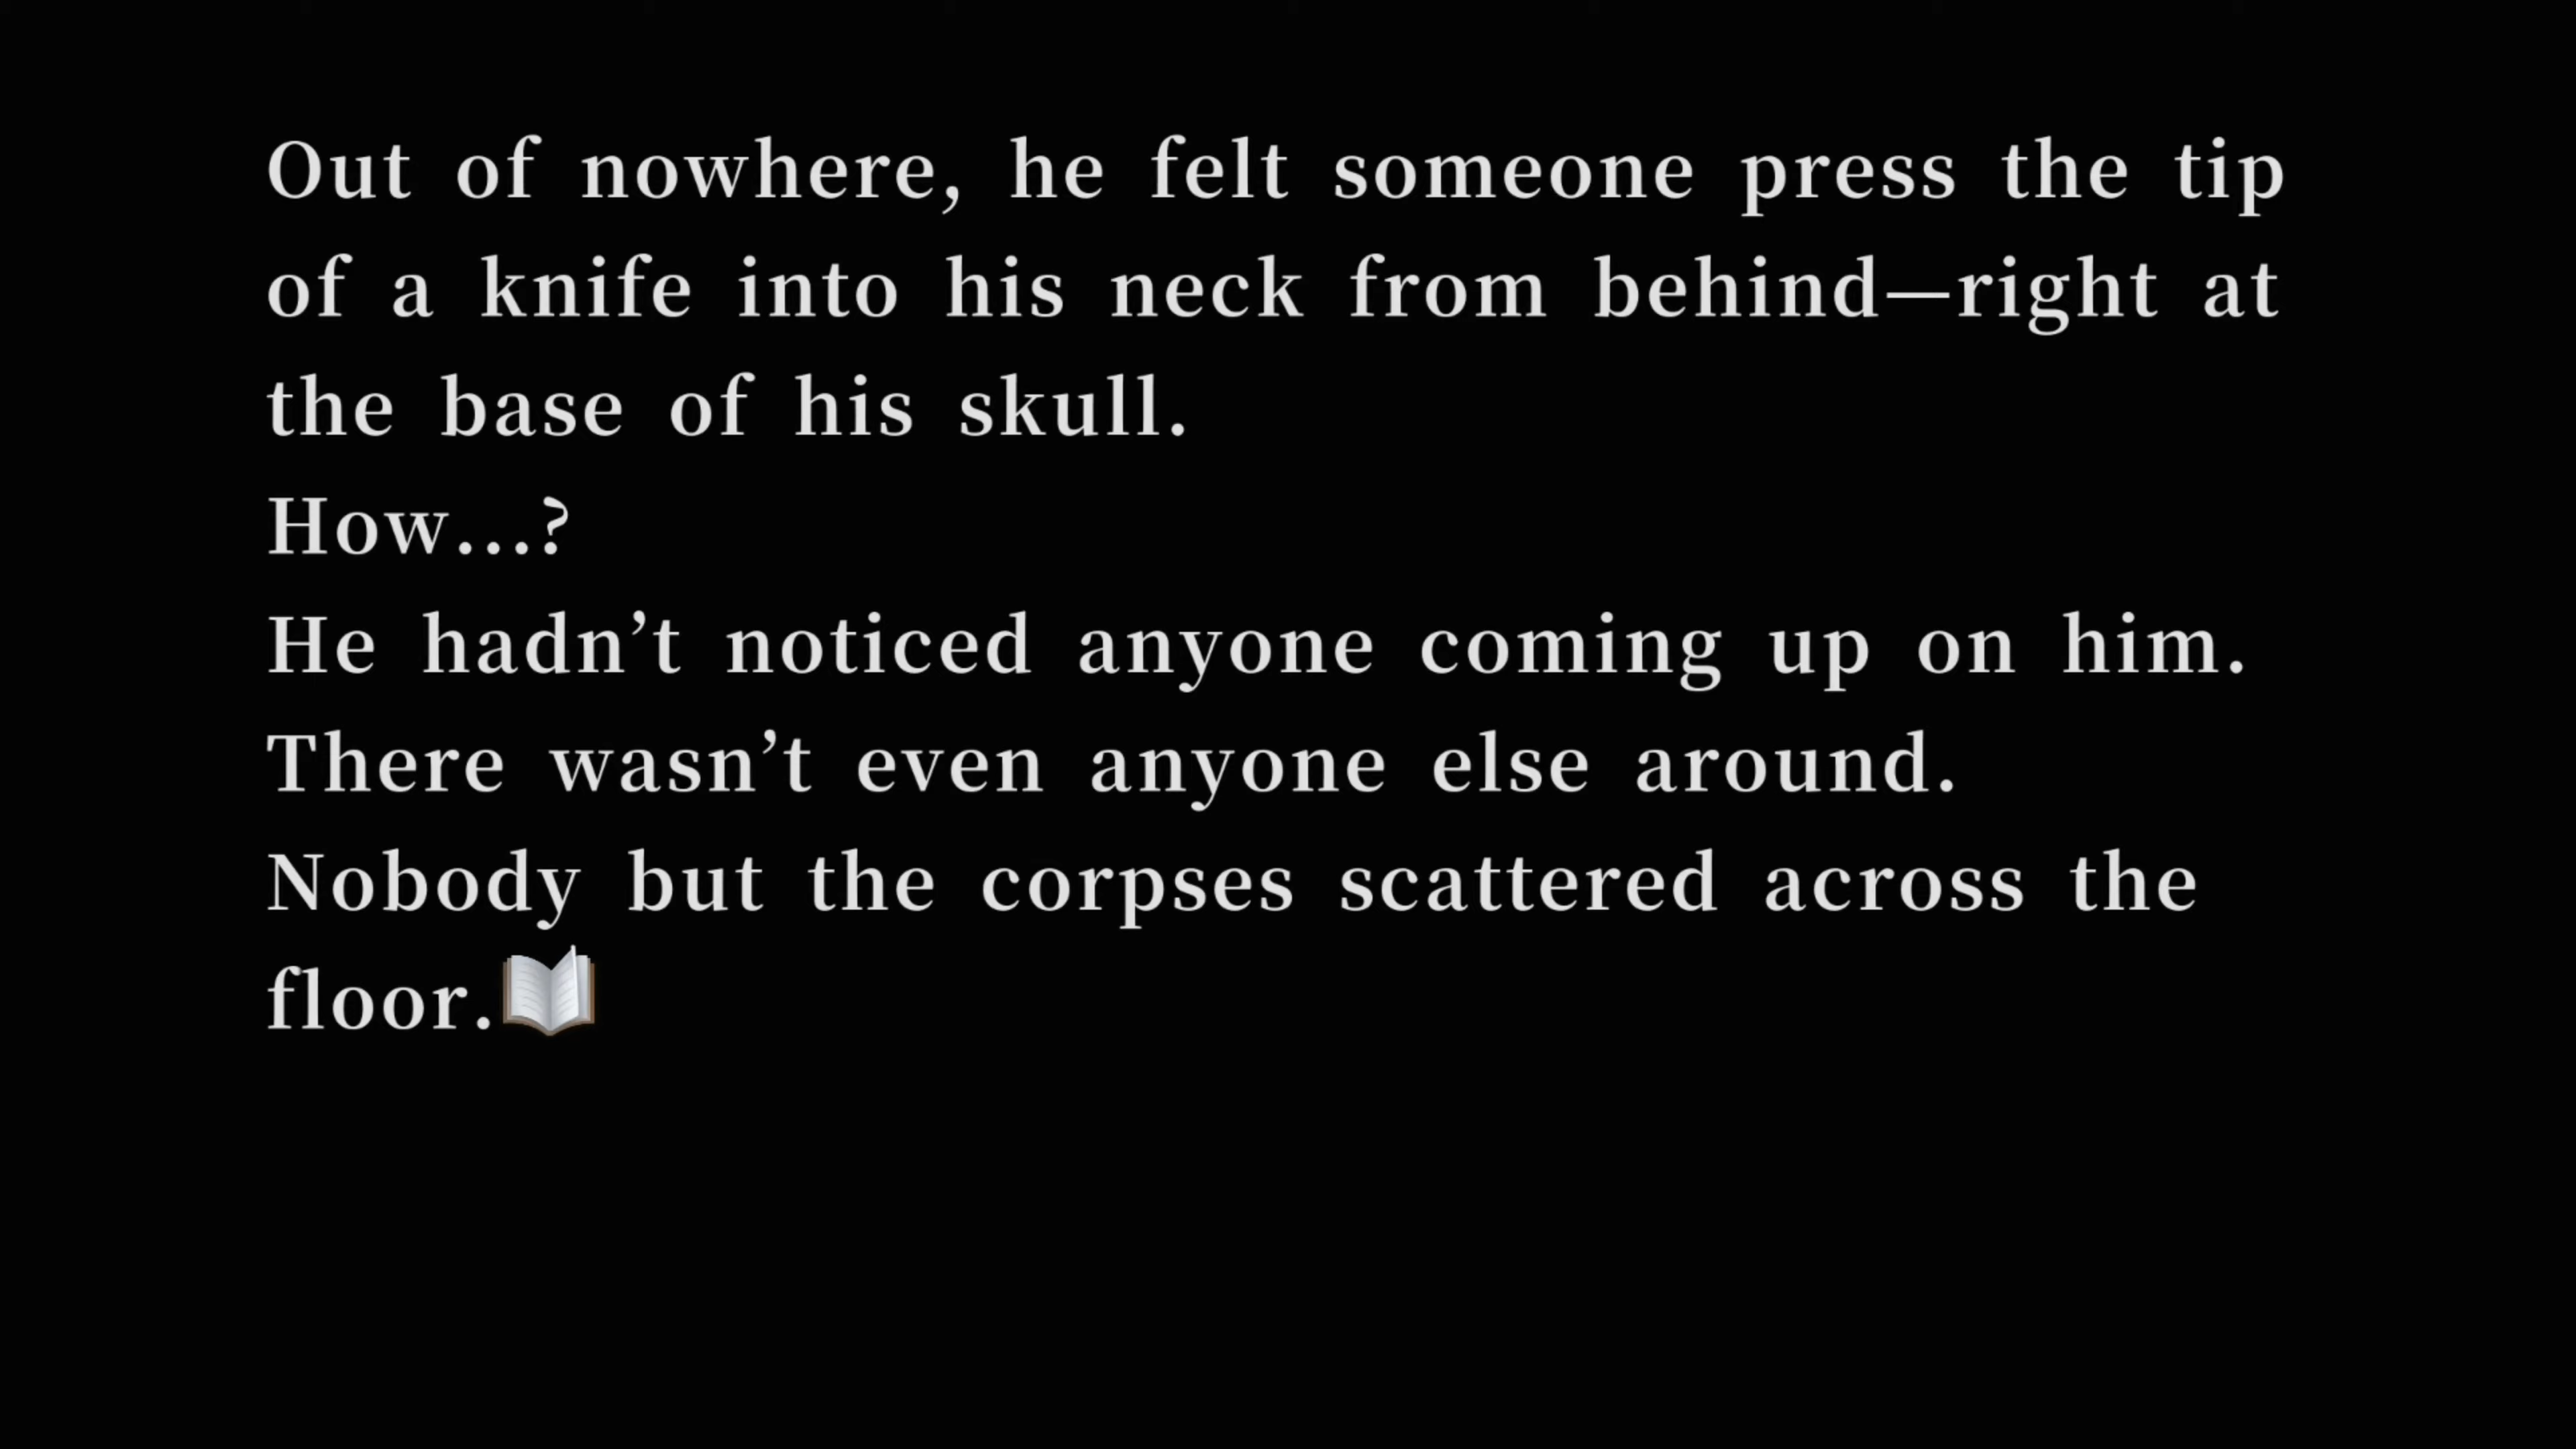 Out of nowhere, he felt someone press the tip
of a knife into his neck from behind—right at
the base of his skull.
How...?
He hadn’t noticed anyone coming up on him.
There wasn’t even anyone else around.
Nobody but the corpses scattered across the
floor.